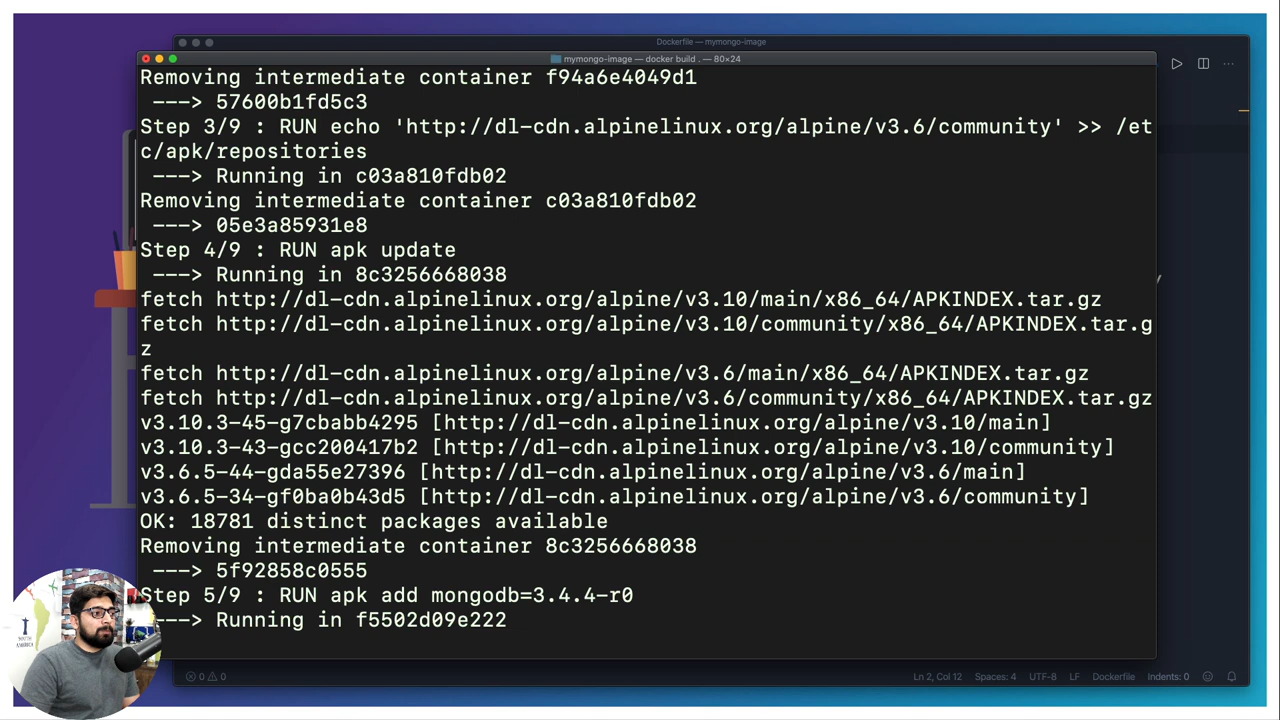 Dockerfile — mymongo-image
mymongo-image — docker build . — 80×24
Removing intermediate container f94a6e4049d1
---> 57600b1fd5c3
Step 3/9 : RUN echo 'http://dl-cdn.alpinelinux.org/alpine/v3.6/community' >> /et
c/apk/repositories
---> Running in c03a810fdb02
Removing intermediate container c03a810fdb02
---> 05e3a85931e8
Step 4/9 : RUN apk update
---> Running in 8c3256668038
fetch http://dl-cdn.alpinelinux.org/alpine/v3.10/main/x86_64/APKINDEX.tar.gz
fetch http://dl-cdn.alpinelinux.org/alpine/v3.10/community/x86_64/APKINDEX.tar.g
z
fetch http://dl-cdn.alpinelinux.org/alpine/v3.6/main/x86_64/APKINDEX.tar.gz
fetch http://dl-cdn.alpinelinux.org/alpine/v3.6/community/x86_64/APKINDEX.tar.gz
v3.10.3-45-g7cbabb4295 [http://dl-cdn.alpinelinux.org/alpine/v3.10/main]
v3.10.3-43-gcc200417b2 [http://dl-cdn.alpinelinux.org/alpine/v3.10/community]
v3.6.5-44-gda55e27396 [http://dl-cdn.alpinelinux.org/alpine/v3.6/main]
v3.6.5-34-gf0ba0b43d5 [http://dl-cdn.alpinelinux.org/alpine/v3.6/community]
OK: 18781 distinct packages available
Removing intermediate container 8c3256668038
---> 5f92858c0555
Step 5/9 : RUN apk add mongodb=3.4.4-r0
---> Running in f5502d09e222
SOUTH
AMERICA
0 0
Ln 2, Col 12 Spaces: 4 UTF-8 LF Dockerfile Indents: 0